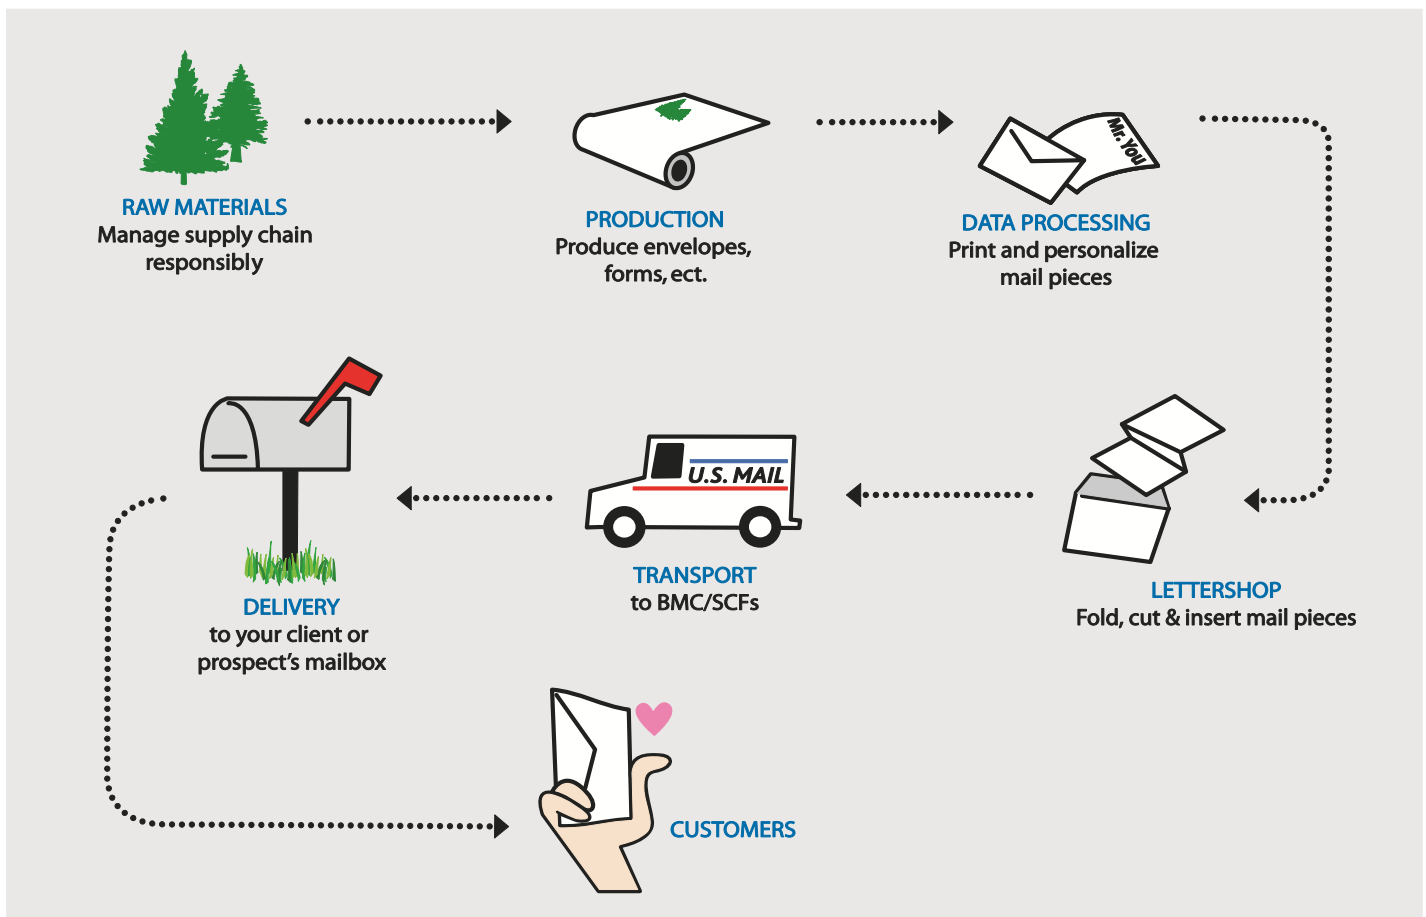 RAW MATERIALS
Manage supply chain
responsibly
PRODUCTION
Produce envelopes,
forms, ect.
Mr. You
DATA PROCESSING
Print and personalize
mail pieces
LETTERSHOP
Fold, cut & insert mail pieces
U.S. MAIL
TRANSPORT
to BMC/SCFs
DELIVERY
to your client or
prospect's mailbox
CUSTOMERS